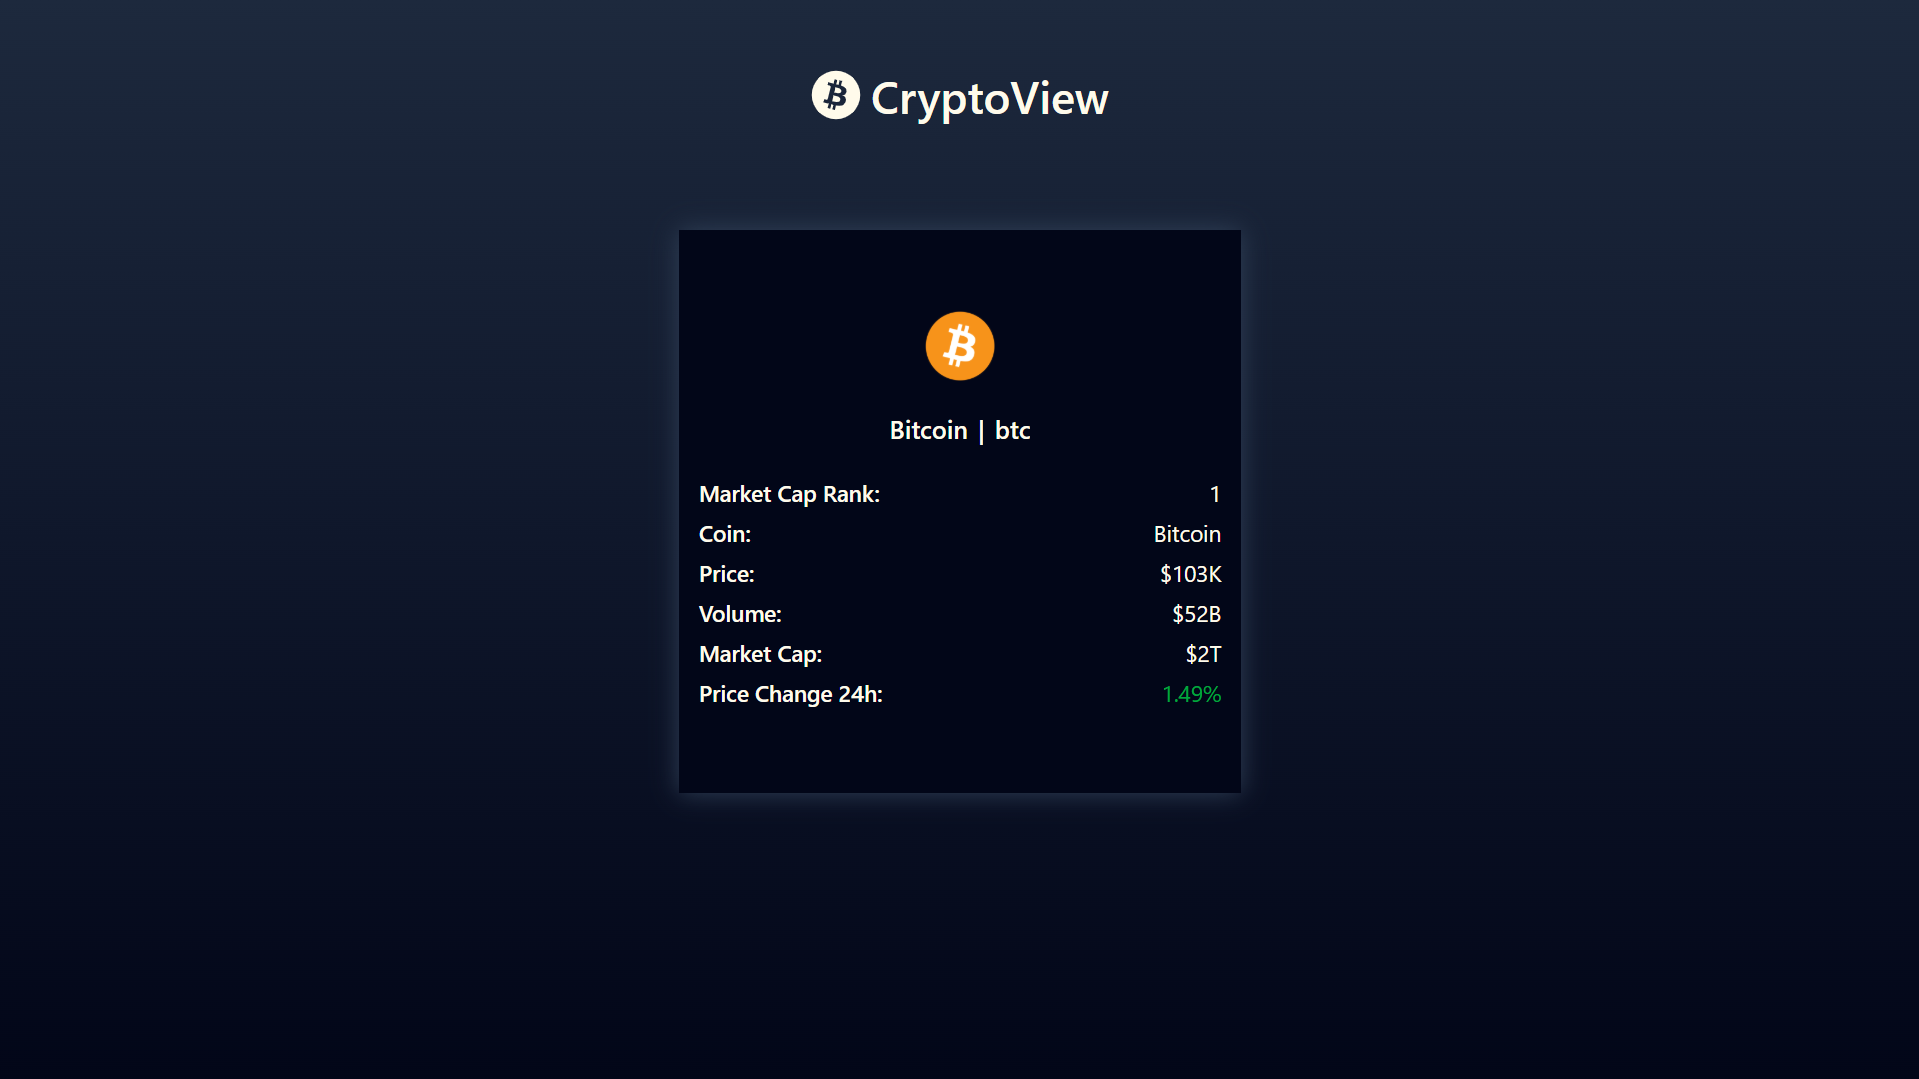 CryptoView
Bitcoin | btc
Market Cap Rank: 1
Coin: Bitcoin
Price: $103K
Volume: $52B
Market Cap: $2T
Price Change 24h: 1.49%